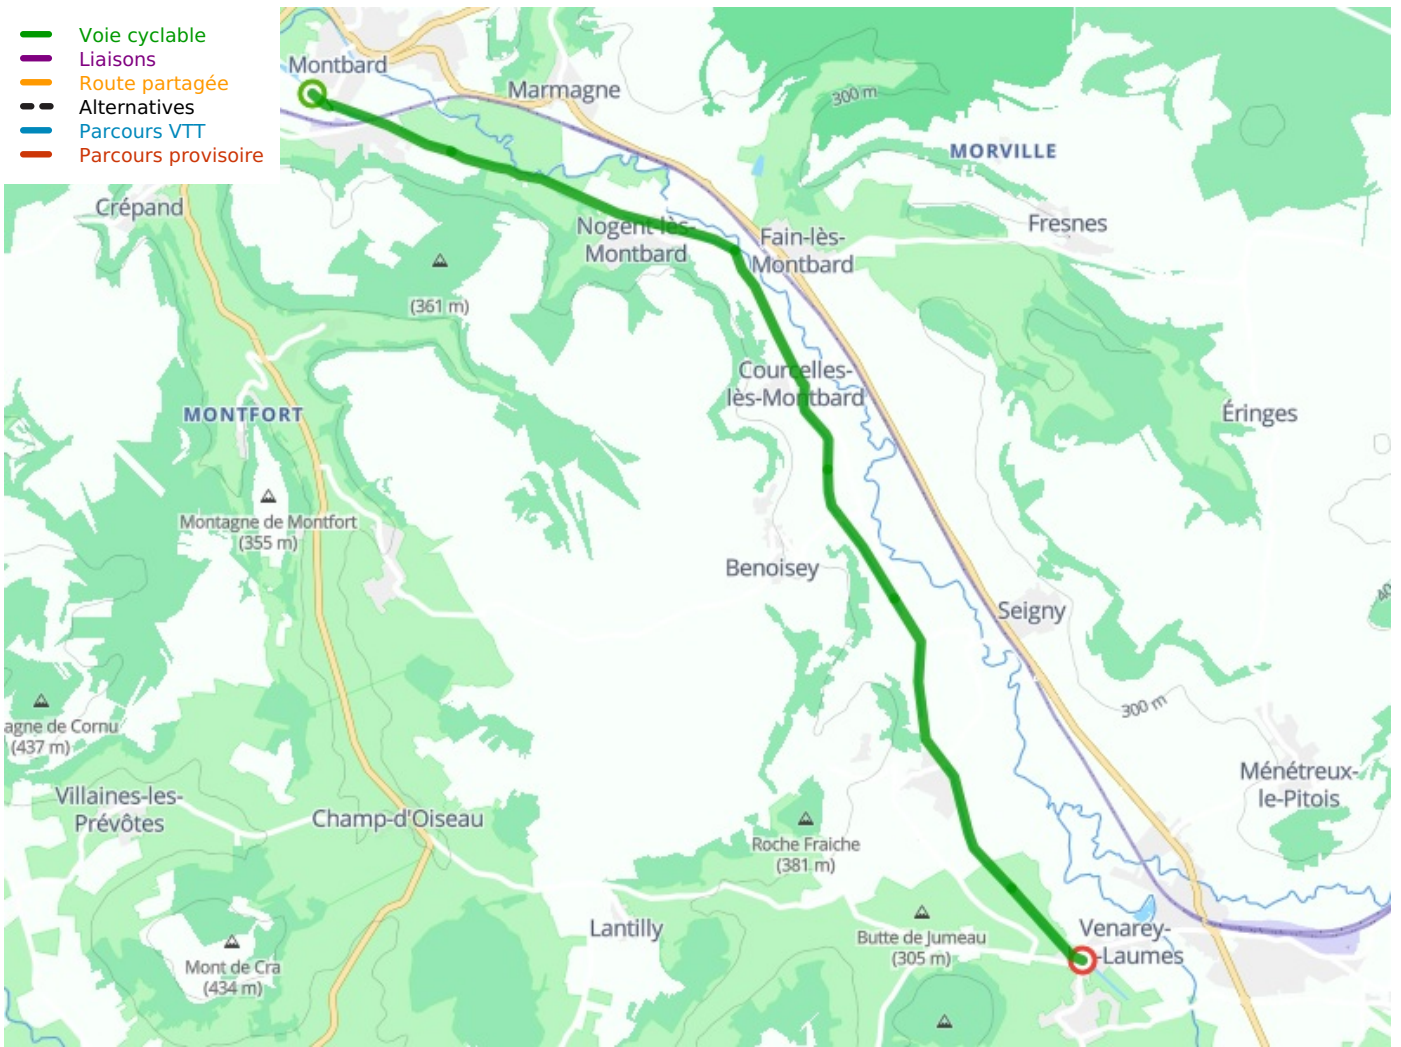 Voie cyclable
Liaisons
Route partagée
Alternatives
Parcours VTT
Parcours provisoire
Montbard
Marmagne
300 m
MORVILLE
Crépand
Fresnes
Nogent-lès-
Montbard
Fain-lès-
Montbard
(361 m)
Courcelles-
lès-Montbard
MONTFORT
Éringes
Montagne de Montfort
(355 m)
Benoisey
Seigny
40
300 m
agne de Cornu
(437 m)
Ménétreux-
le-Pitois
Villaines-les-
Prévôtes
Champ-d'Oiseau
Roche Fraiche
(381 m)
Lantilly
Butte de Jumeau
(305 m)
Venarey-
-Laumes
Mont de Cra
(434 m)